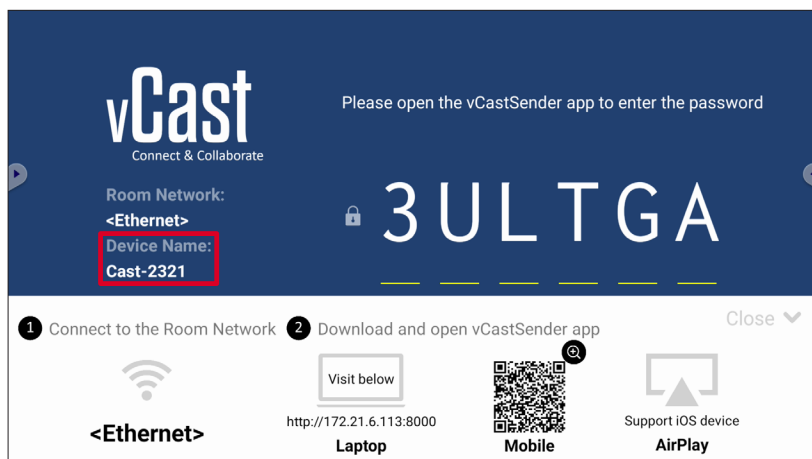 vCast
Connect & Collaborate
Please open the vCastSender app to enter the password
Room Network:
<Ethernet>
Device Name:
Cast-2321
3ULTGA
Close
1 Connect to the Room Network
2 Download and open vCastSender app
<Ethernet>
Visit below
http://172.21.6.113:8000
Laptop
Mobile
Support iOS device
AirPlay